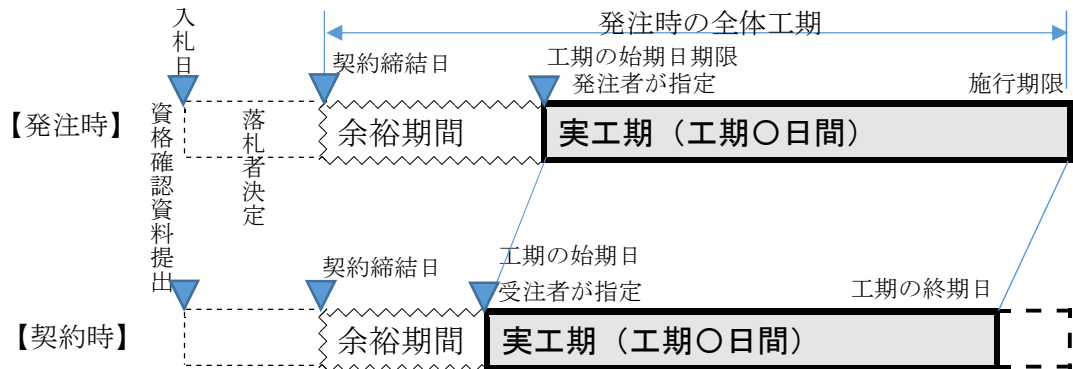 入札日
発注時の全体工期
契約締結日
工期の始期日期限
発注者が指定
施行期限
【発注時】
資格確認資料提出
落札者決定
余裕期間
実工期（工期〇日間）
契約締結日
工期の始期日
受注者が指定
工期の終期日
【契約時】
余裕期間
実工期（工期〇日間）